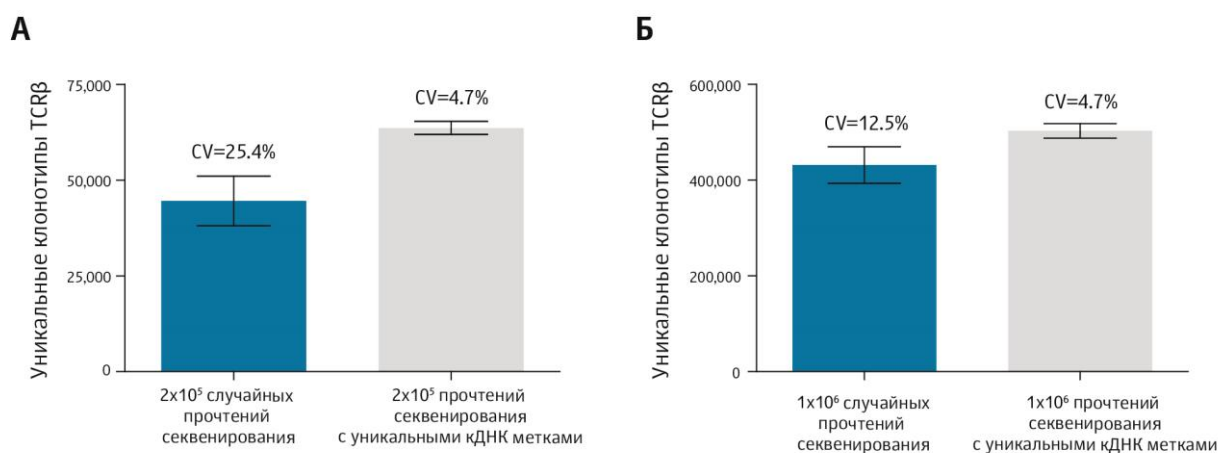 А
Уникальные клонотипы TCRβ
75,000
50,000
25,000
0
CV=25.4%
CV=4.7%
2x10⁵ случайных
прочтений
секвенирования
2x10⁵ прочтений
секвенирования
с уникальными кДНК метками
Б
Уникальные клонотипы TCRβ
600,000
400,000
200,000
0
CV=12.5%
CV=4.7%
1x10⁶ случайных
прочтений
секвенирования
1x10⁶ прочтений
секвенирования
с уникальными кДНК метками